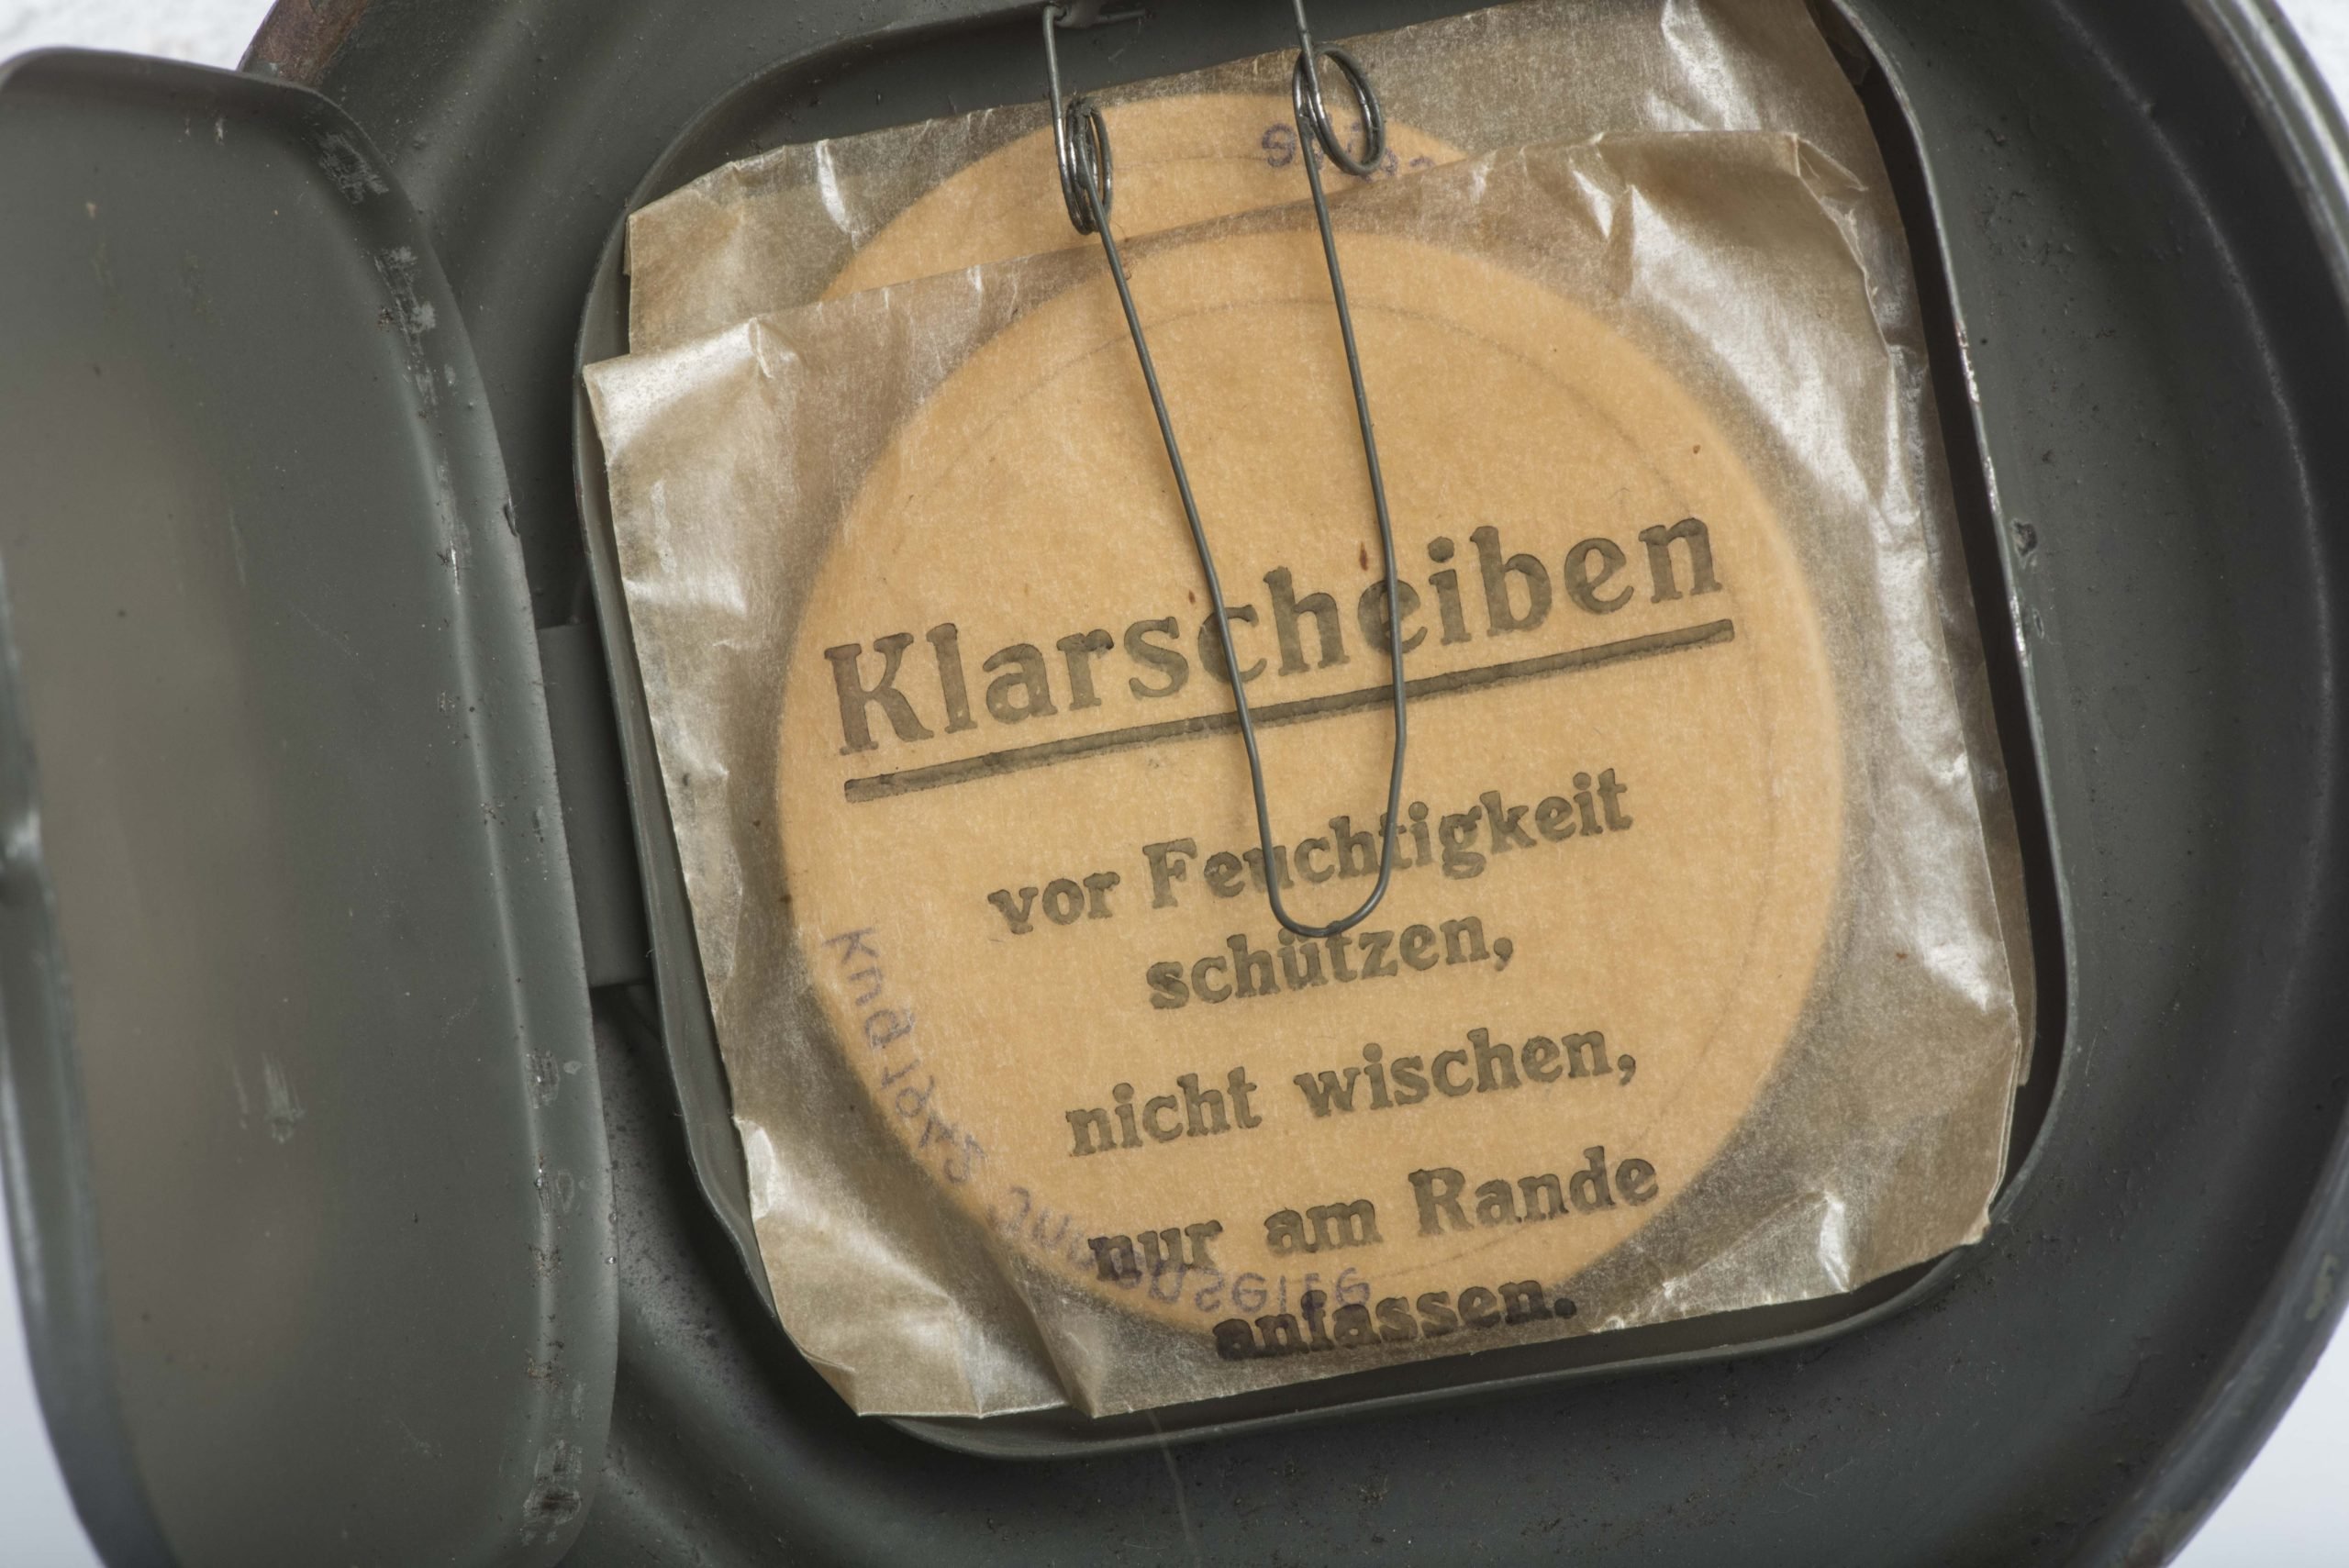 Klarscheiben
vor Feuchtigkeit
schützen,
nicht wischen,
nur am Rande
anfassen.